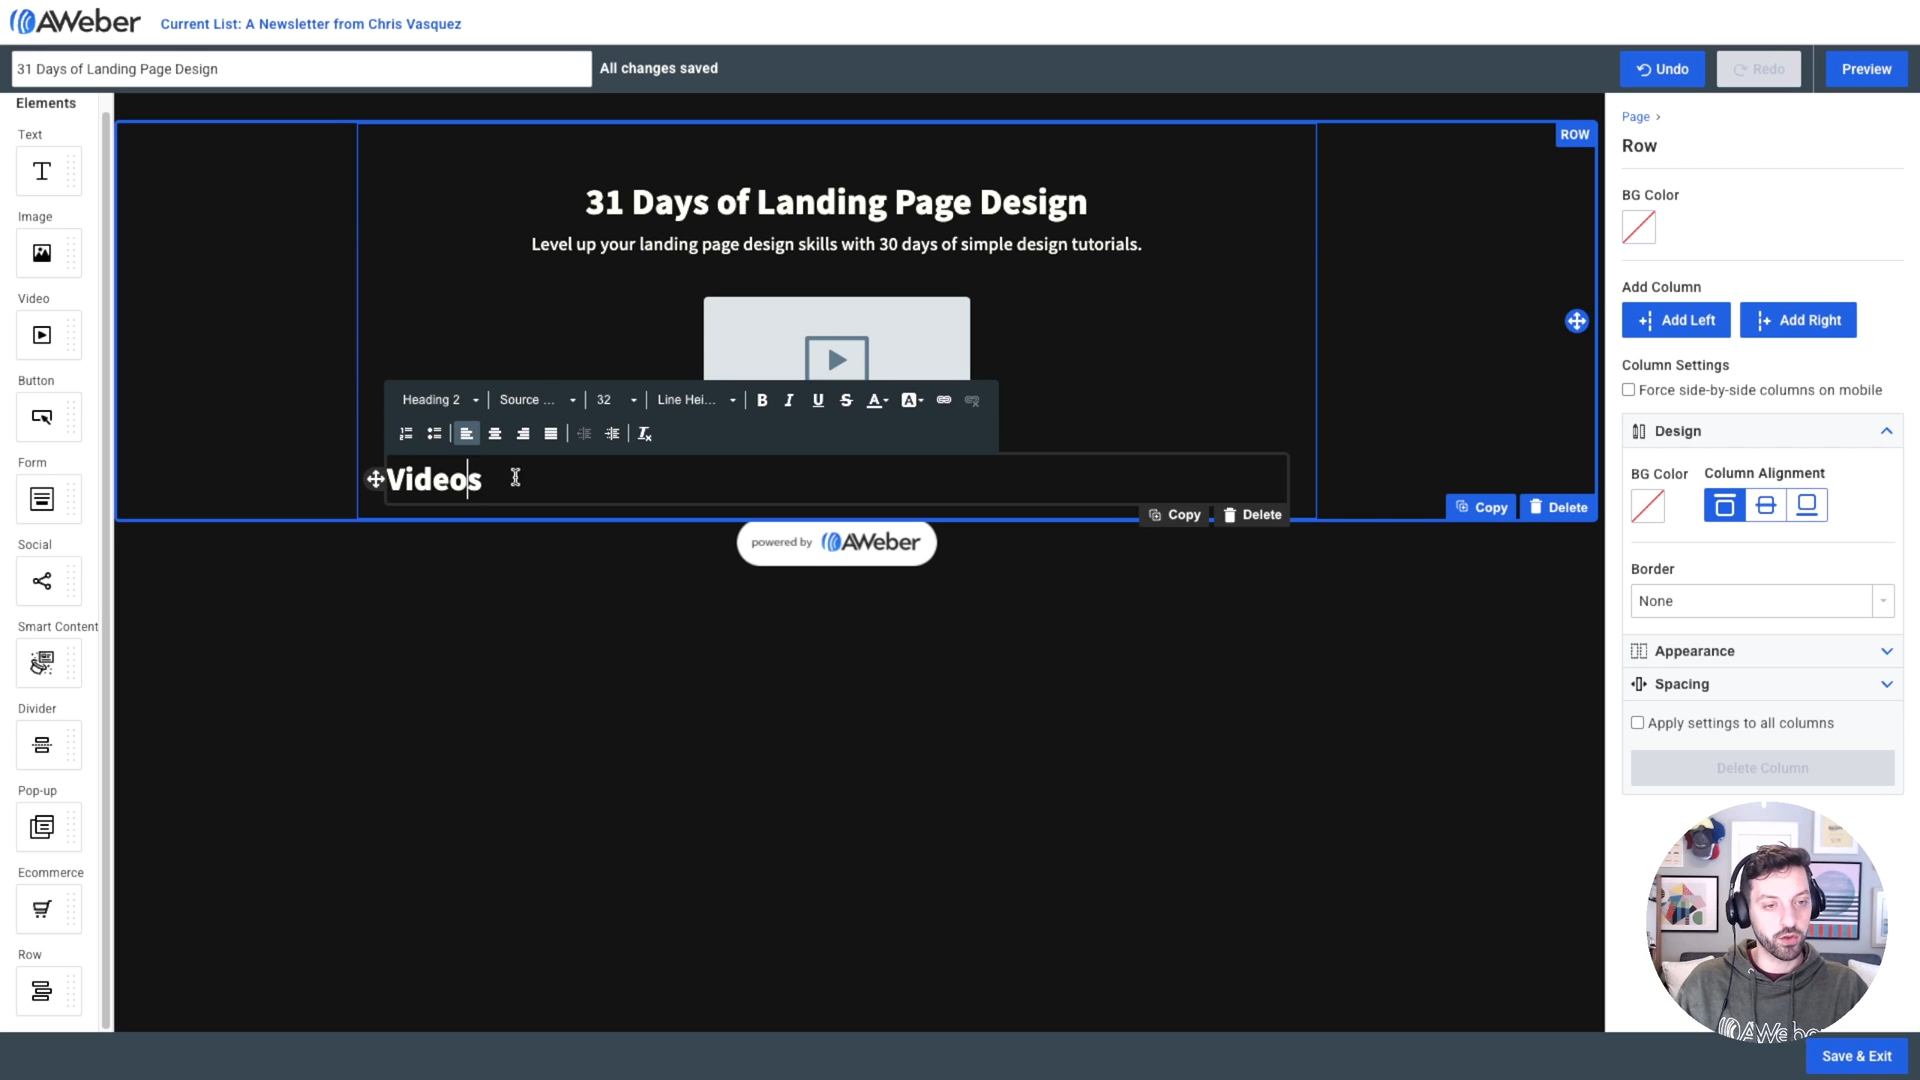 AWeber
Current List: A Newsletter from Chris Vasquez
31 Days of Landing Page Design
All changes saved
Undo
Redo
Preview
Elements
Text
Image
Video
Button
Form
Social
Smart Content
Divider
Pop-up
Ecommerce
Row
ROW
31 Days of Landing Page Design
Level up your landing page design skills with 30 days of simple design tutorials.
Heading 2
Source ...
32
Line Hei...
Videos
Copy
Delete
Copy
Delete
powered by AWeber
Page ›
Row
BG Color
Add Column
Add Left
Add Right
Column Settings
Force side-by-side columns on mobile
Design
BG Color
Column Alignment
Border
None
Appearance
Spacing
Apply settings to all columns
Delete Column
AWeber
Save & Exit